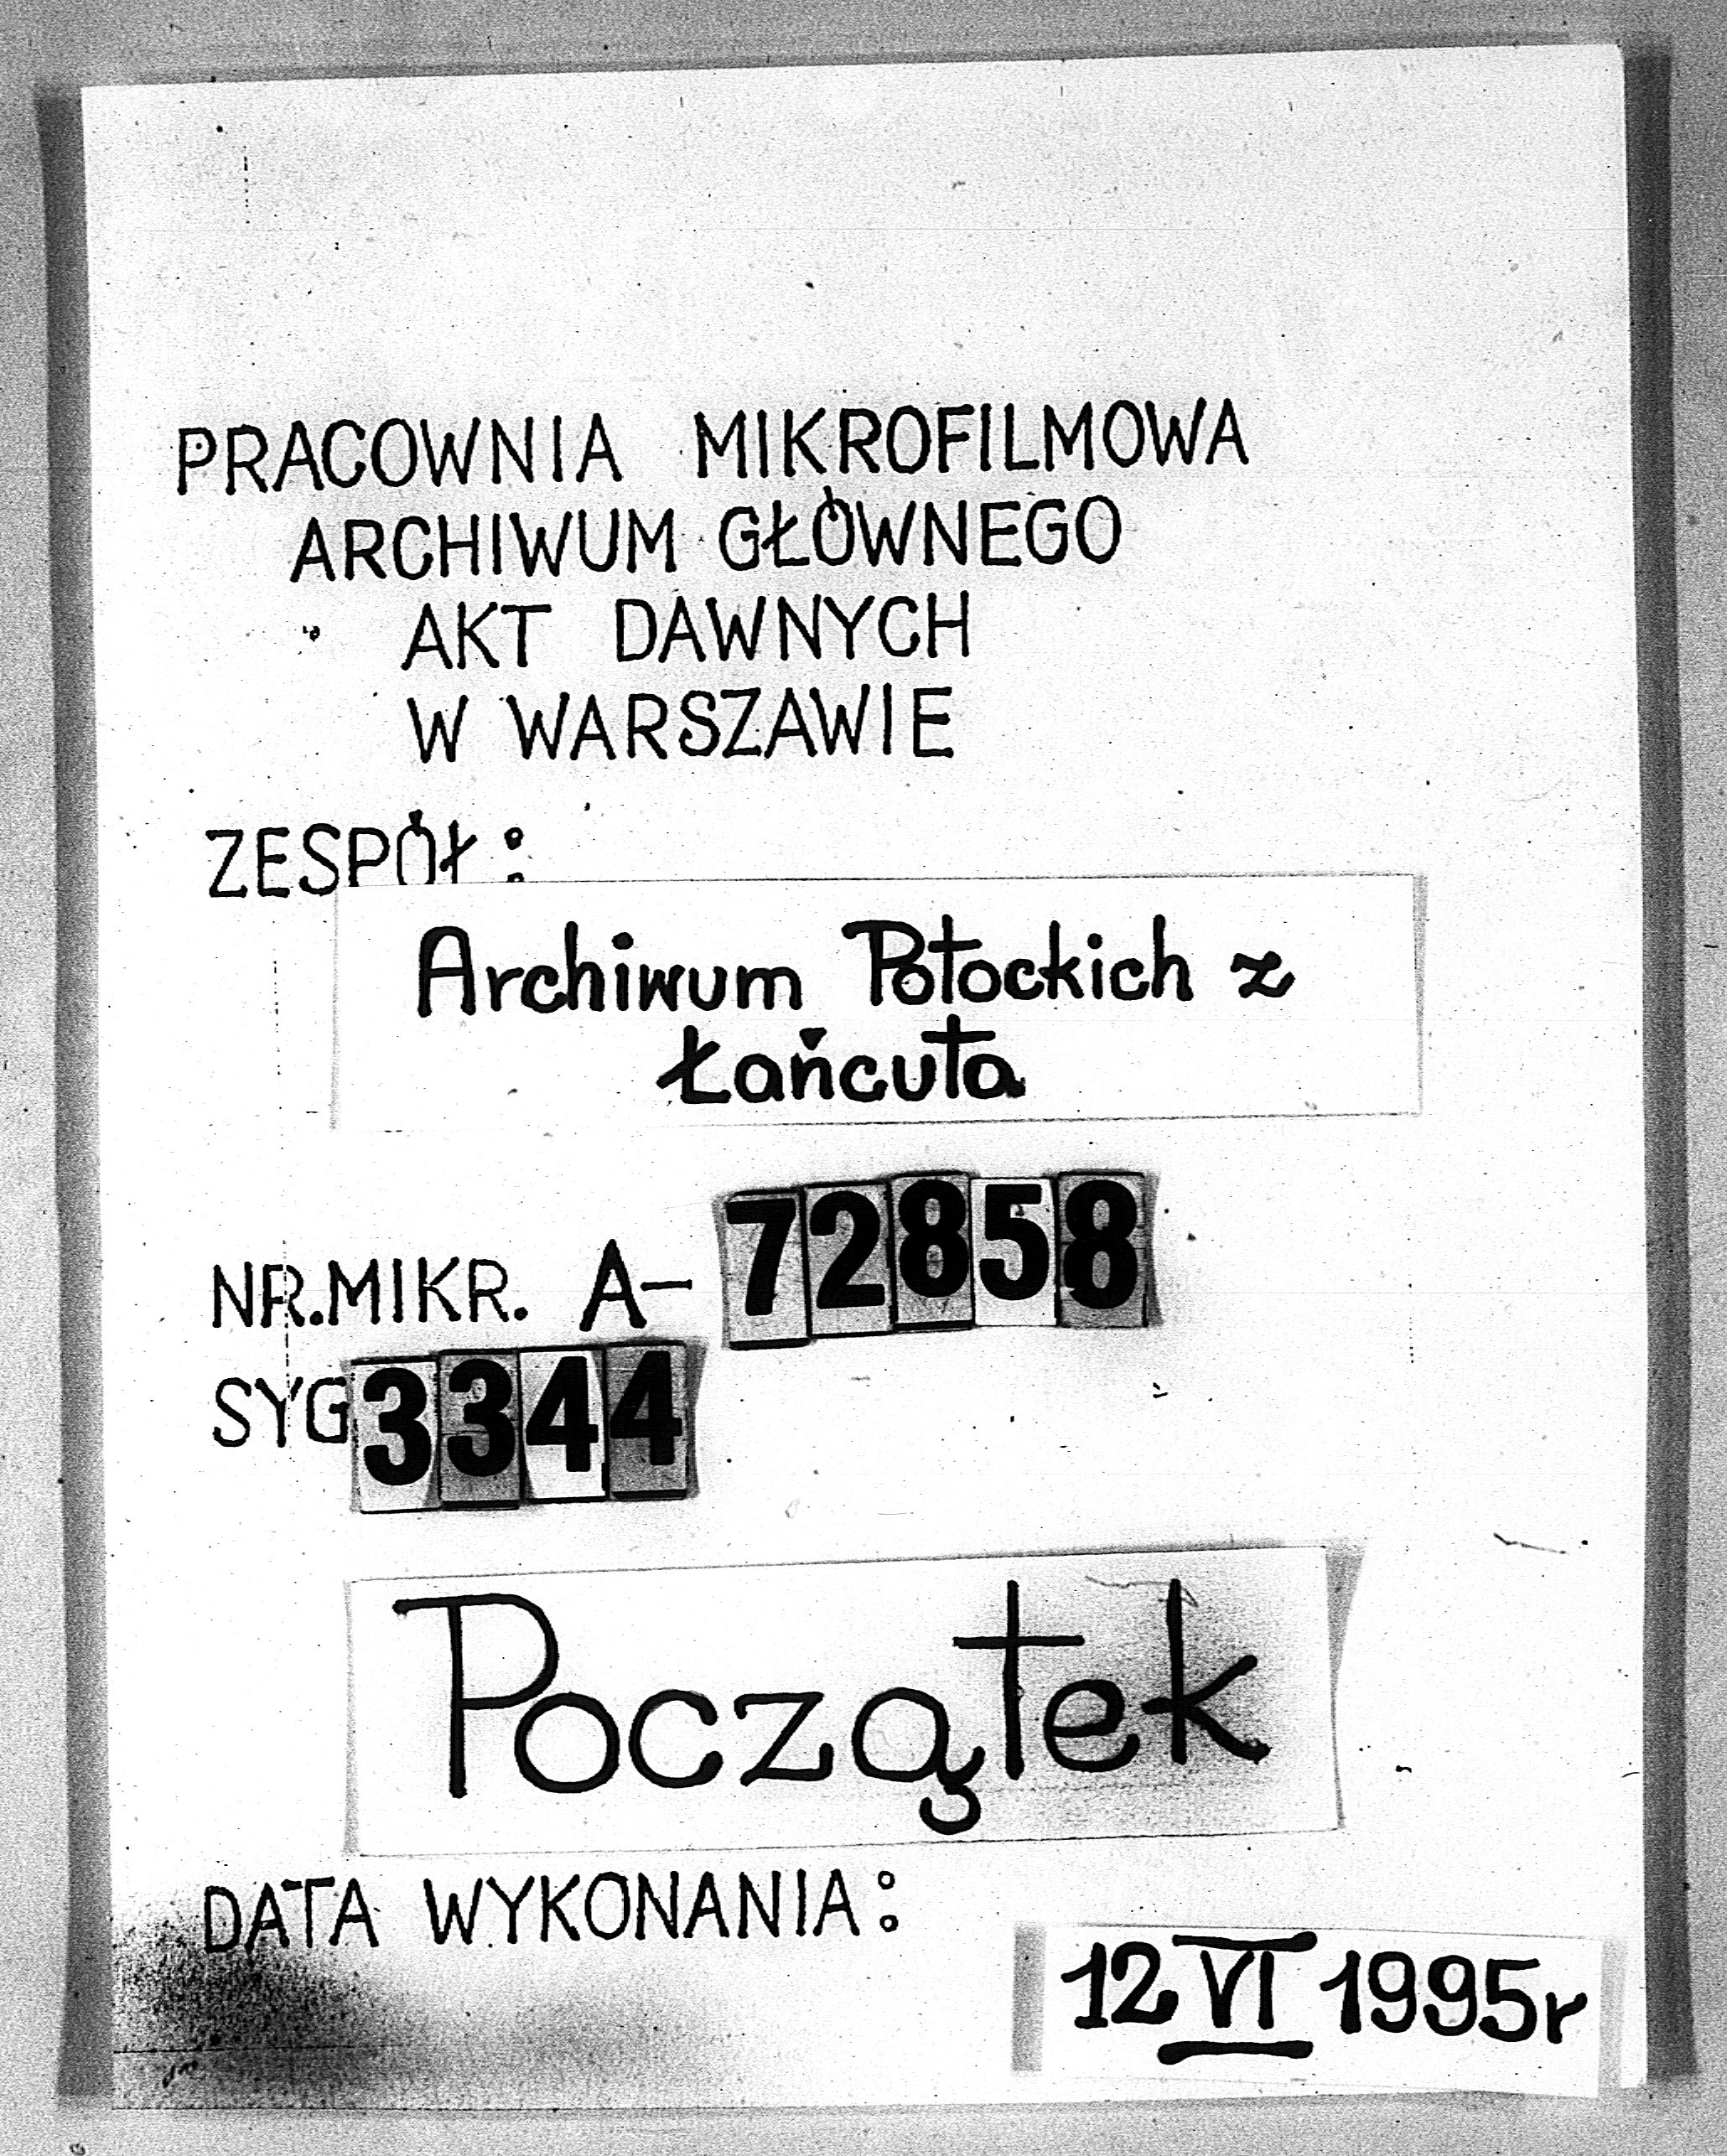 PRACOWNIA MIKROFILMOWA
ARCHIWUM GŁÓWNEGO
AKT DAWNYCH
W WARSZAWIE
ZESPÓŁ:
Archiwum Potockich z
Łańcuta
NR.MIKR. A-72858
SYG 3344
Początek
DATA WYKONANIA:
12 VI 1995r